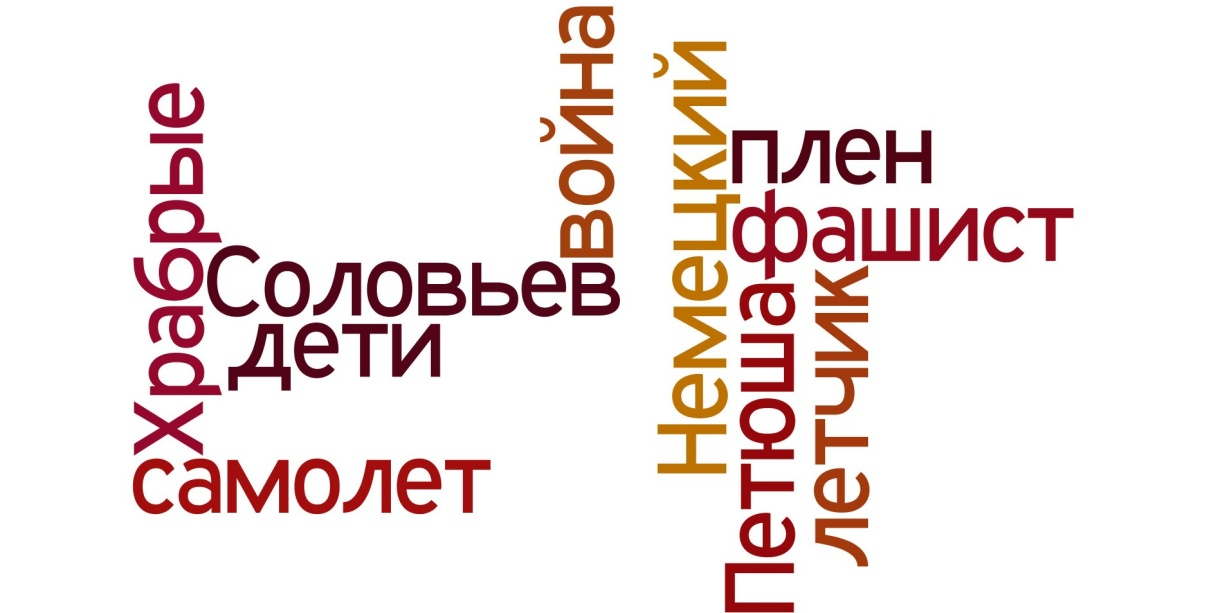 Храбрые
Соловьев
дети
самолет
война
Немецкий
плен
фашист
Петюша
летчик